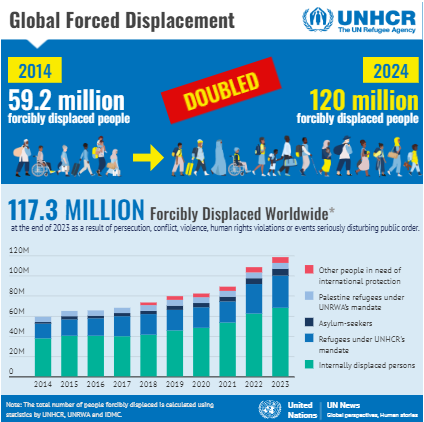 Global Forced Displacement
UNHCR
The UN Refugee Agency
2014
59.2 million
forcibly displaced people
DOUBLED
2024
120 million
forcibly displaced people
117.3 MILLION Forcibly Displaced Worldwide*
at the end of 2023 as a result of persecution, conflict, violence, human rights violations or events seriously disturbing public order.
120M
100M
80M
60M
40M
20M
0
2014 2015 2016 2017 2018 2019 2020 2021 2022 2023
Other people in need of
international protection
Palestine refugees under
UNRWA's mandate
Asylum-seekers
Refugees under UNHCR's
mandate
Internally displaced persons
Note: The total number of people forcibly displaced is calculated using
statistics by UNHCR, UNRWA and IDMC.
United
Nations
UN News
Global perspectives, Human stories